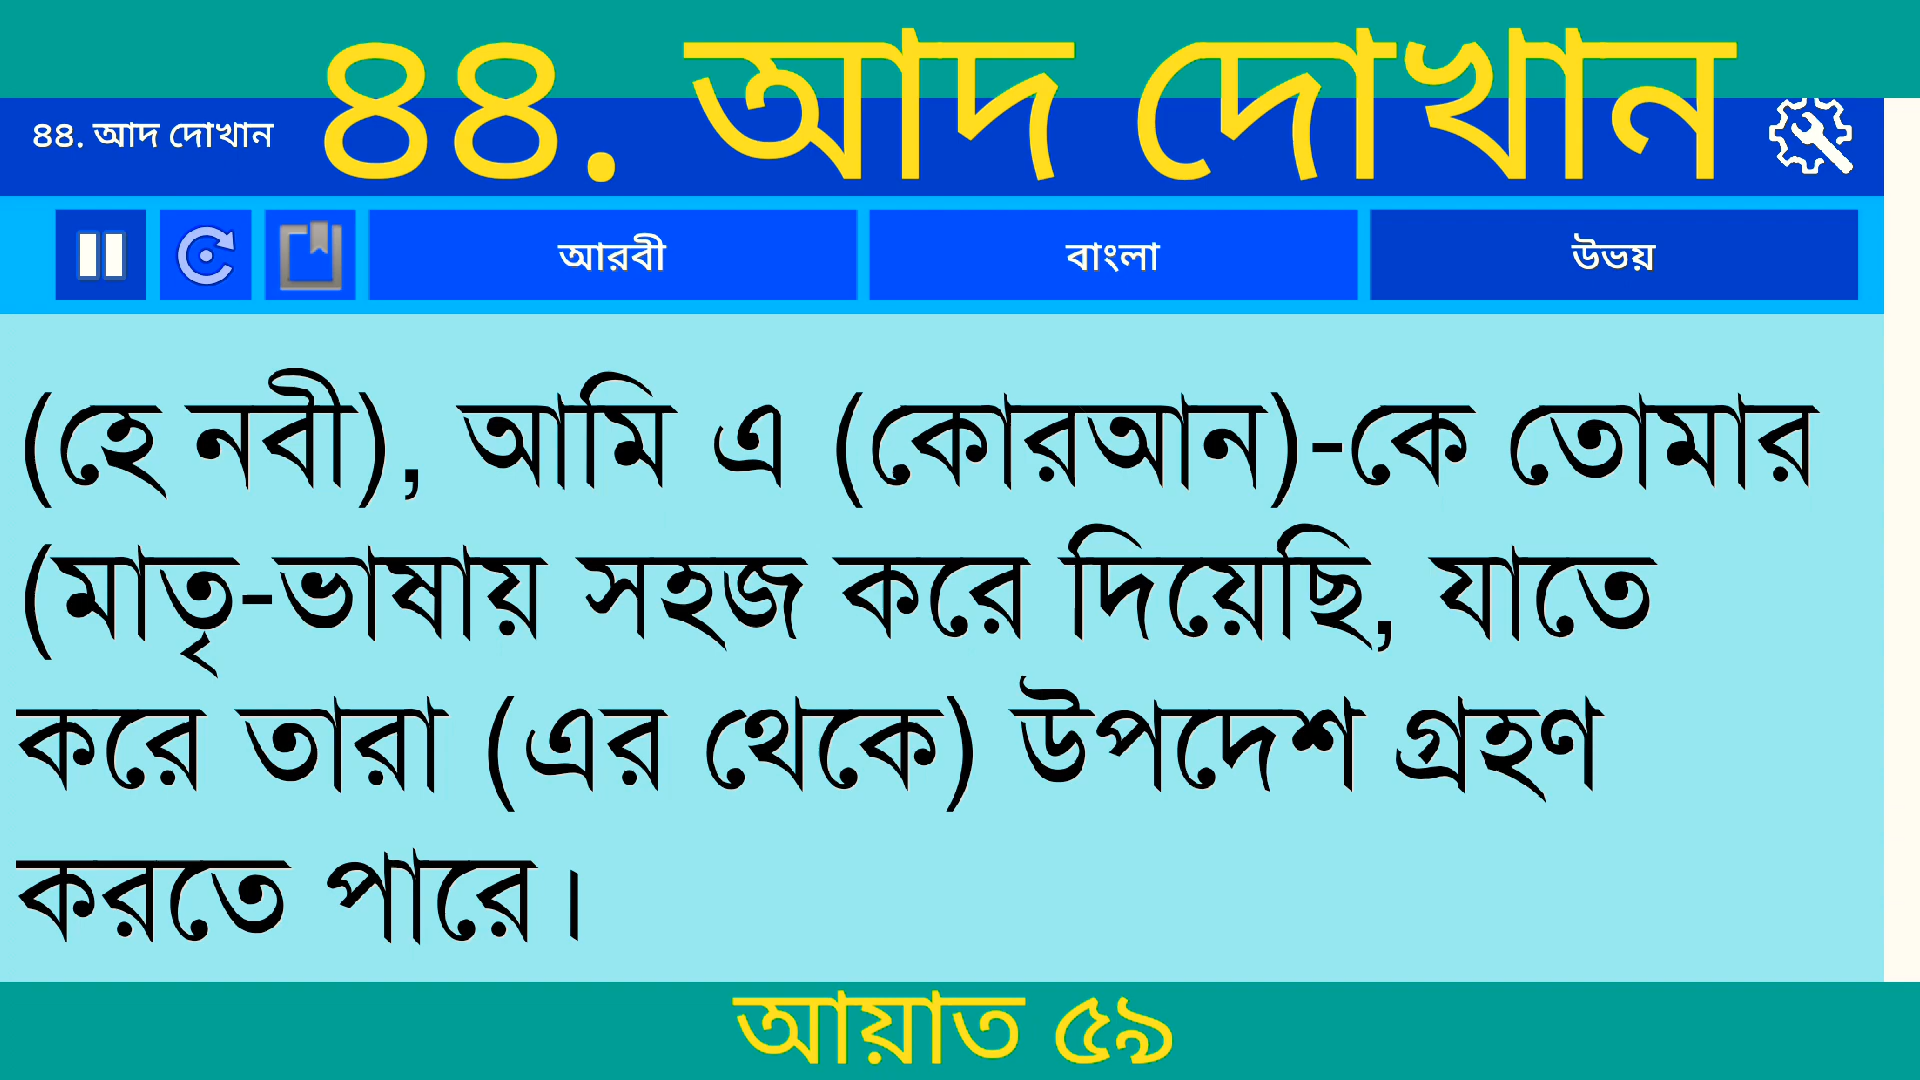 ৪৪. আদ দোখান
৪৪. আদ দোখান
আরবী বাংলা উভয়
(হে নবী), আমি এ (কোরআন)-কে তোমার
(মাতৃ-ভাষায় সহজ করে দিয়েছি, যাতে
করে তারা (এর থেকে) উপদেশ গ্রহণ
করতে পারে।
আয়াত ৫৯